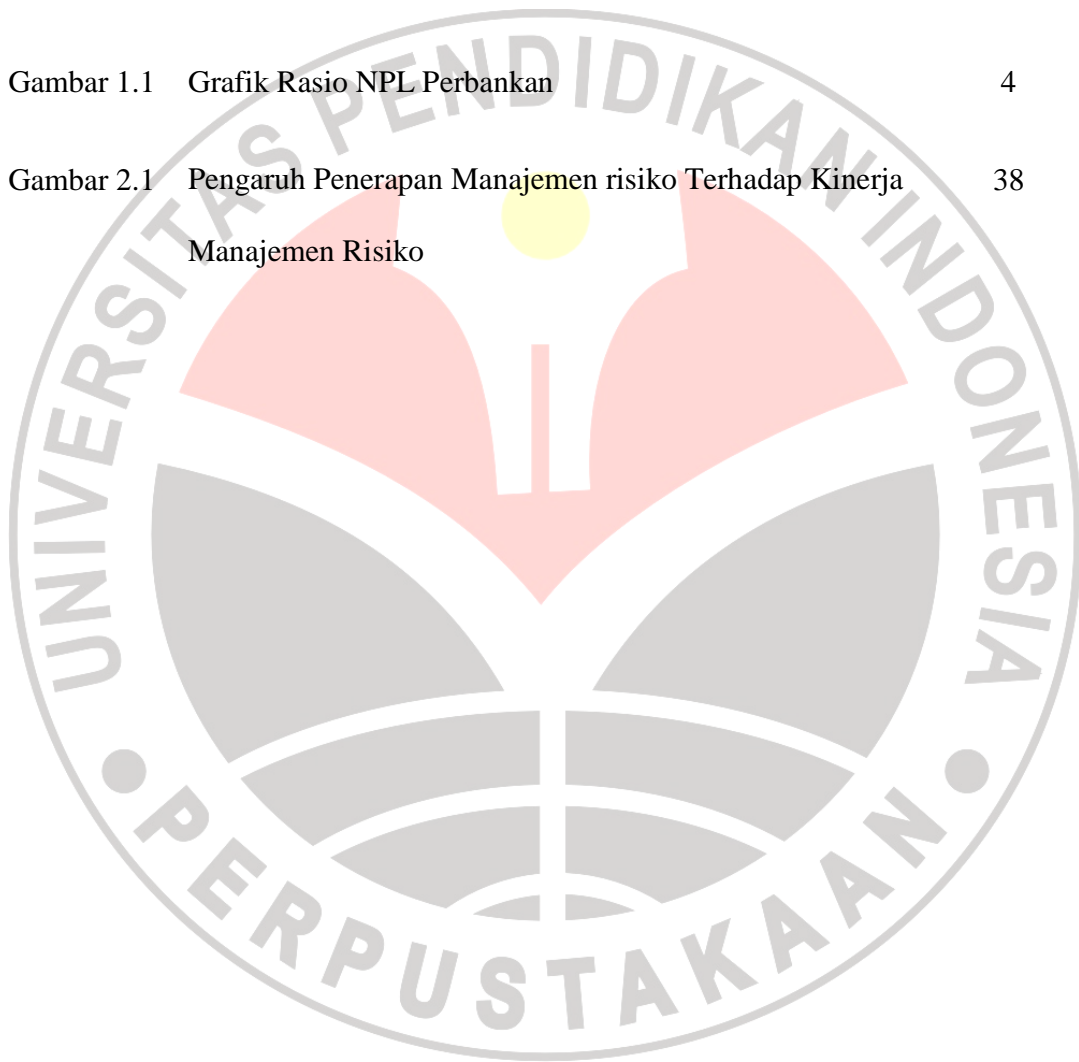 Gambar 1.1 Grafik Rasio NPL Perbankan 4
Gambar 2.1 Pengaruh Penerapan Manajemen risiko Terhadap Kinerja 38
Manajemen Risiko
UNIVERSITAS PENDIDIKAN INDONESIA
PERPUSTAKAAN